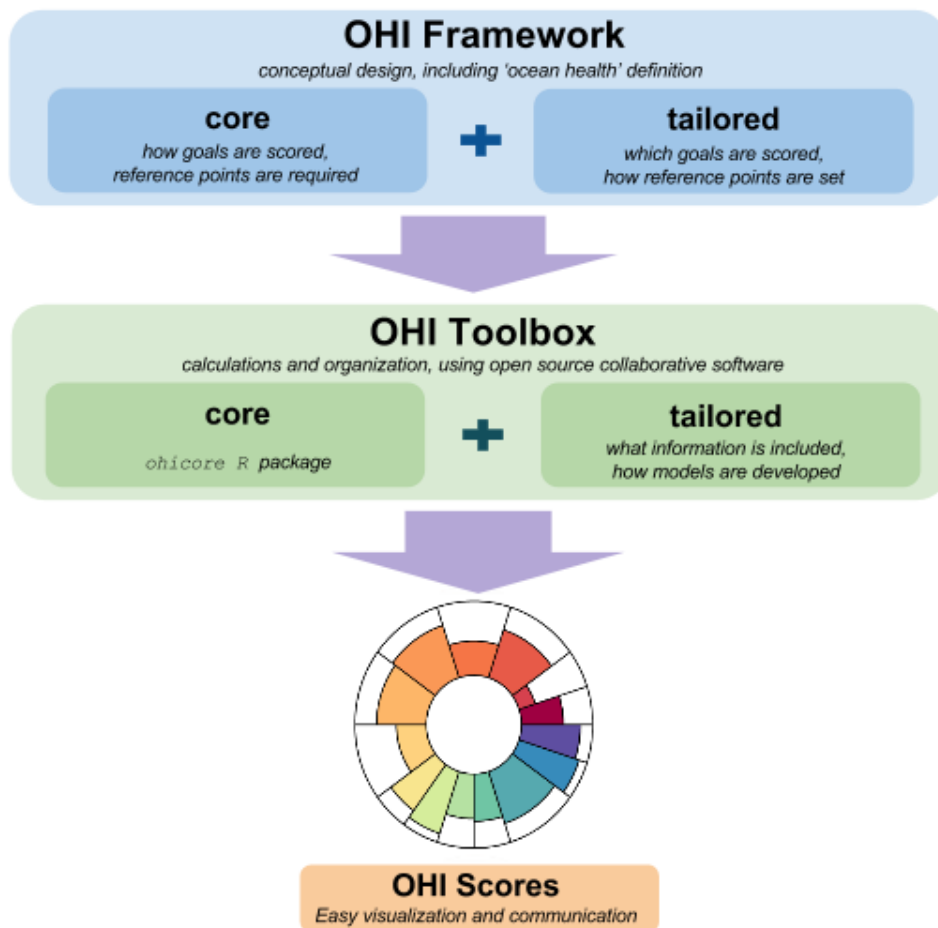 OHI Framework
conceptual design, including ‘ocean health’ definition
core
how goals are scored,
reference points are required
tailored
which goals are scored,
how reference points are set
OHI Toolbox
calculations and organization, using open source collaborative software
core
ohicore R package
tailored
what information is included,
how models are developed
OHI Scores
Easy visualization and communication